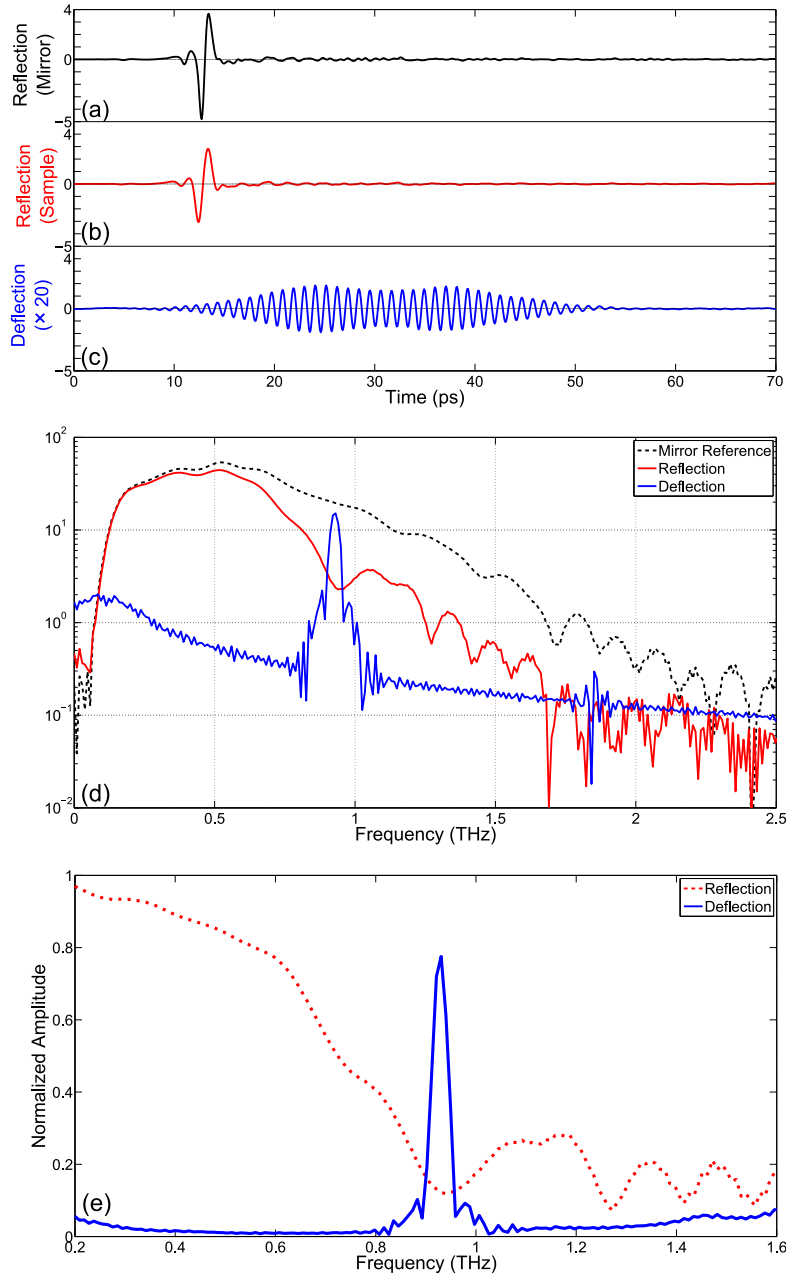 4
0
−5
Reflection
(Mirror)
(a)
4
0
−5
Reflection
(Sample)
(b)
4
0
−5
Deflection
(× 20)
(c)
0 10 20 30 40 50 60 70
Time (ps)
10^2
10^1
10^0
10^−1
10^−2
Mirror Reference
Reflection
Deflection
(d)
0 0.5 1 1.5 2 2.5
Frequency (THz)
1
0.8
0.6
0.4
0.2
0
Normalized Amplitude
Reflection
Deflection
(e)
0.2 0.4 0.6 0.8 1 1.2 1.4 1.6
Frequency (THz)